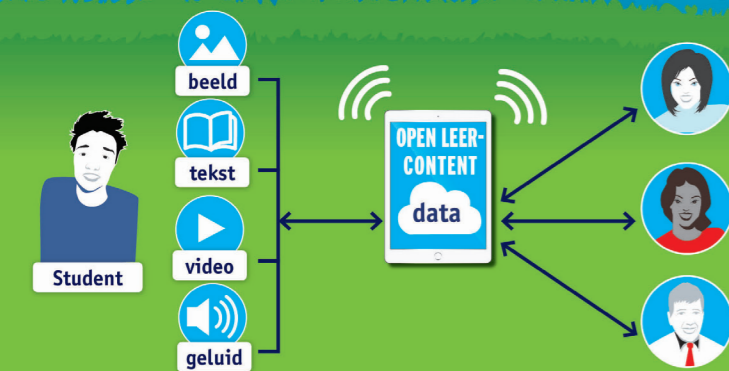 beeld
tekst
video
geluid
Student
OPEN LEER-
CONTENT
data